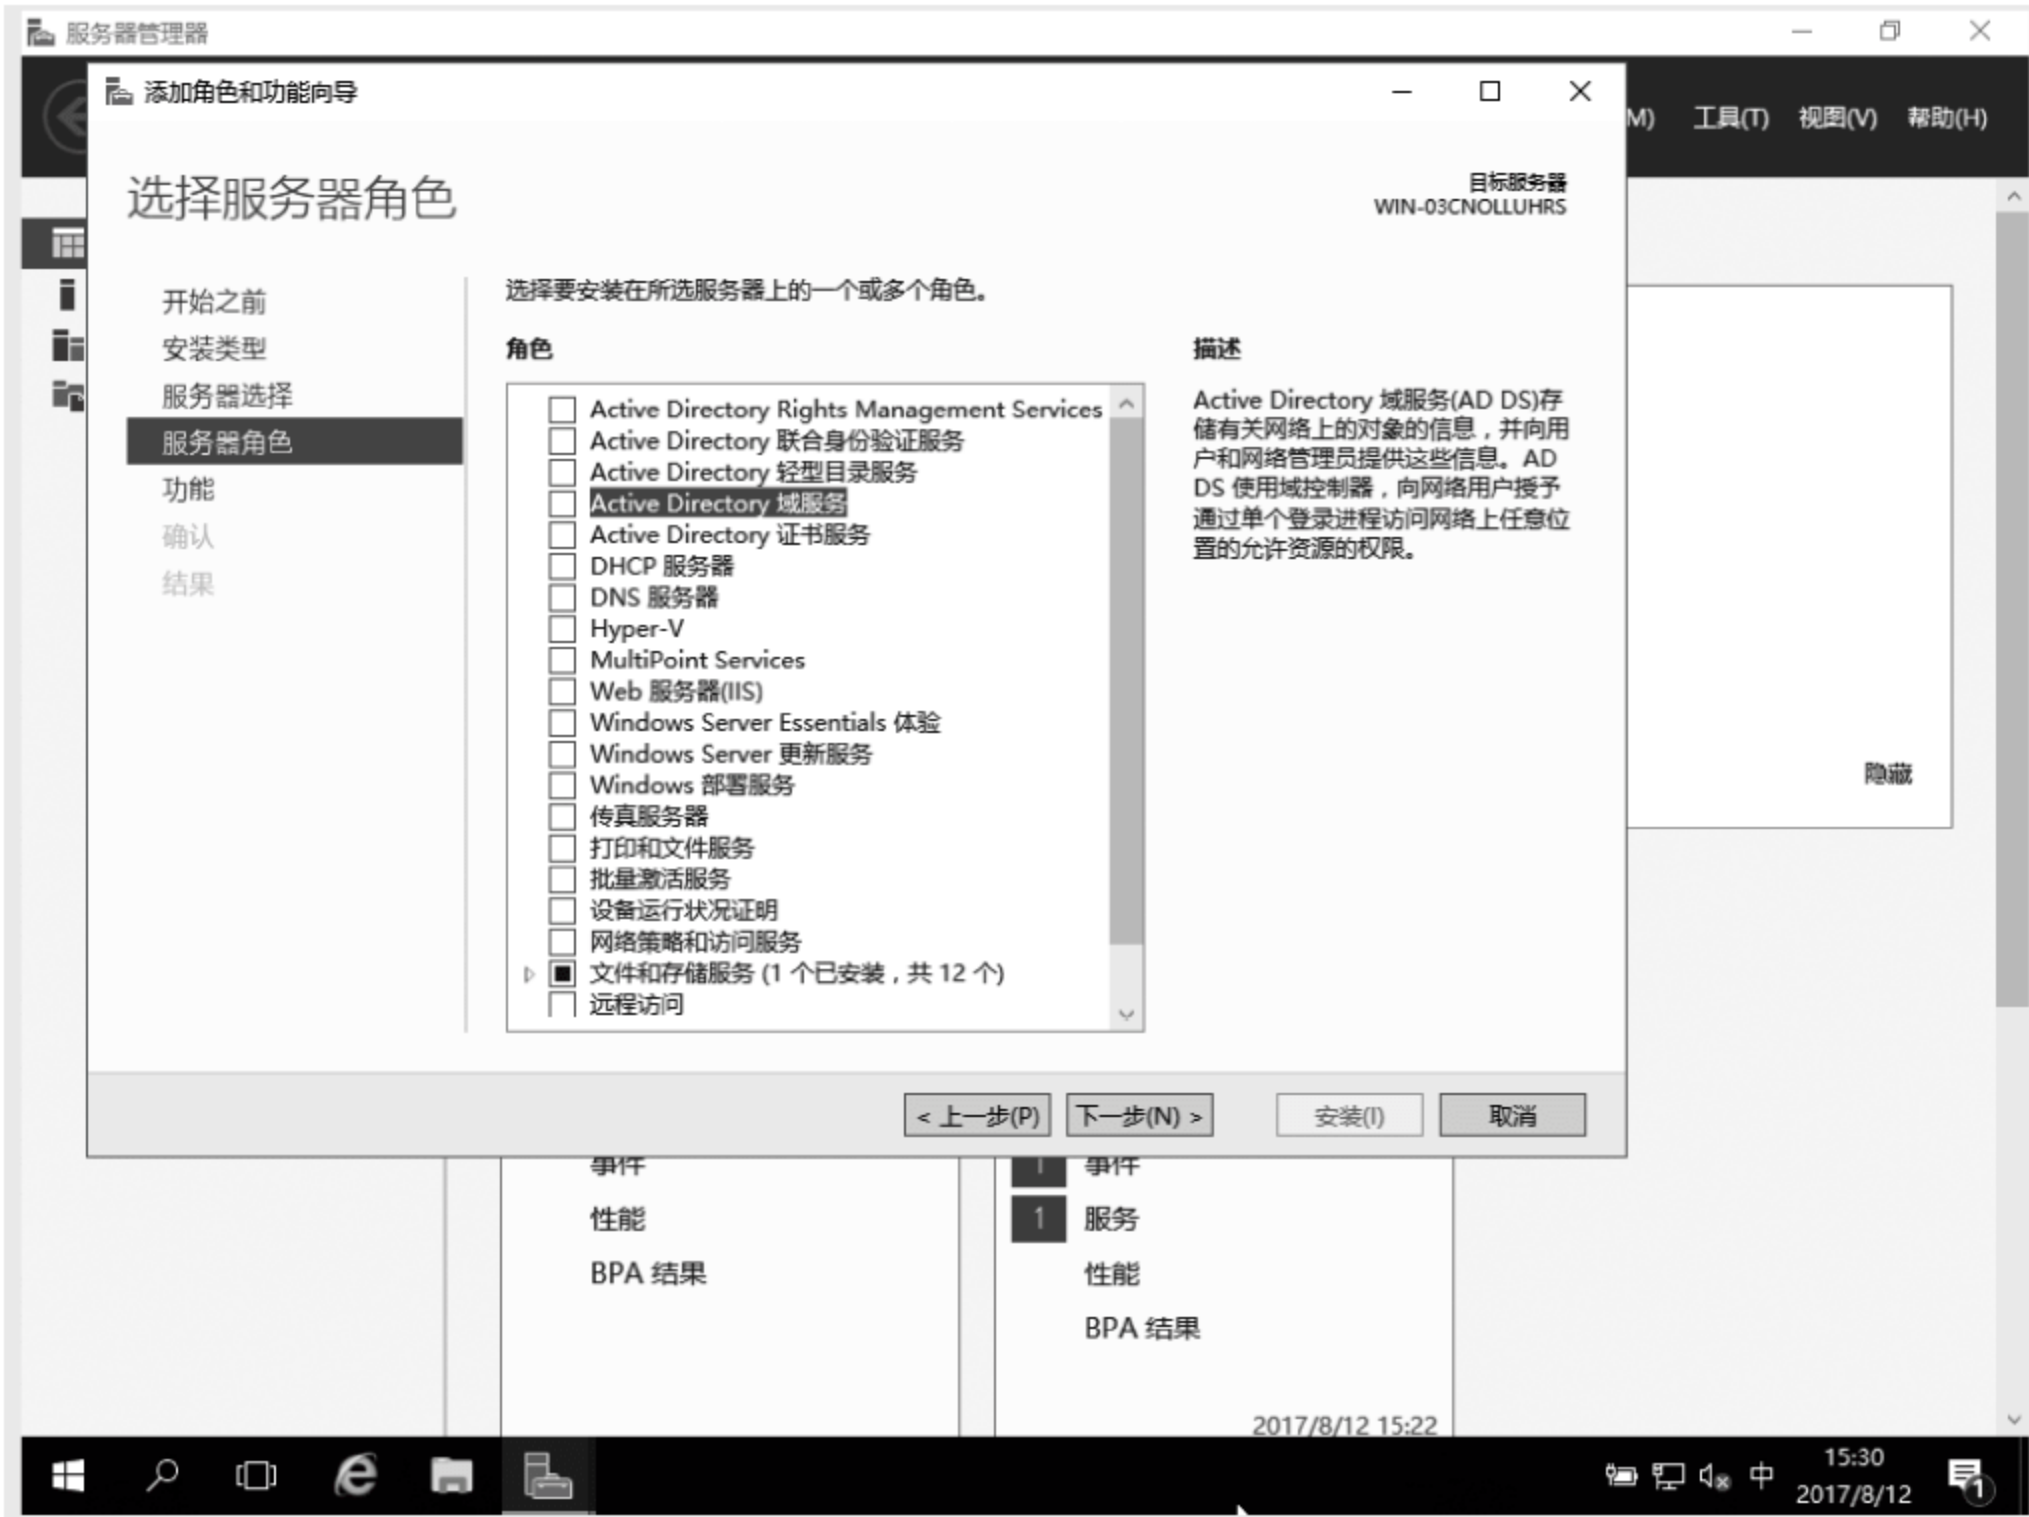 服务器管理器
添加角色和功能向导
M) 工具(T) 视图(V) 帮助(H)
选择服务器角色
目标服务器
WIN-03CNOLLUHRS
开始之前
安装类型
服务器选择
服务器角色
功能
确认
结果
选择要安装在所选服务器上的一个或多个角色。
角色
Active Directory Rights Management Services
Active Directory 联合身份验证服务
Active Directory 轻型目录服务
Active Directory 域服务
Active Directory 证书服务
DHCP 服务器
DNS 服务器
Hyper-V
MultiPoint Services
Web 服务器(IIS)
Windows Server Essentials 体验
Windows Server 更新服务
Windows 部署服务
传真服务器
打印和文件服务
批量激活服务
设备运行状况证明
网络策略和访问服务
文件和存储服务 (1 个已安装，共 12 个)
远程访问
描述
Active Directory 域服务(AD DS)存
储有关网络上的对象的信息，并向用
户和网络管理员提供这些信息。AD
DS 使用域控制器，向网络用户授予
通过单个登录进程访问网络上任意位
置的允许资源的权限。
隐藏
< 上一步(P) 下一步(N) > 安装(I) 取消
事件
性能
BPA 结果
1 事件
1 服务
性能
BPA 结果
2017/8/12 15:22
中
15:30
2017/8/12
1